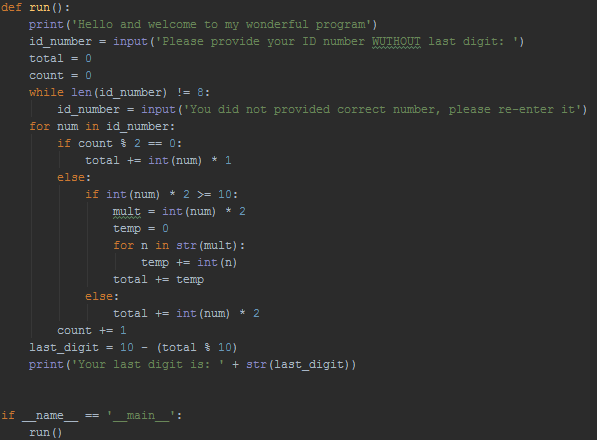 def run():
    print('Hello and welcome to my wonderful program')
    id_number = input('Please provide your ID number WUTHOUT last digit: ')
    total = 0
    count = 0
    while len(id_number) != 8:
        id_number = input('You did not provided correct number, please re-enter it')
    for num in id_number:
        if count % 2 == 0:
            total += int(num) * 1
        else:
            if int(num) * 2 >= 10:
                mult = int(num) * 2
                temp = 0
                for n in str(mult):
                    temp += int(n)
                total += temp
            else:
                total += int(num) * 2
        count += 1
    last_digit = 10 - (total % 10)
    print('Your last digit is: ' + str(last_digit))


if __name__ == '__main__':
    run()